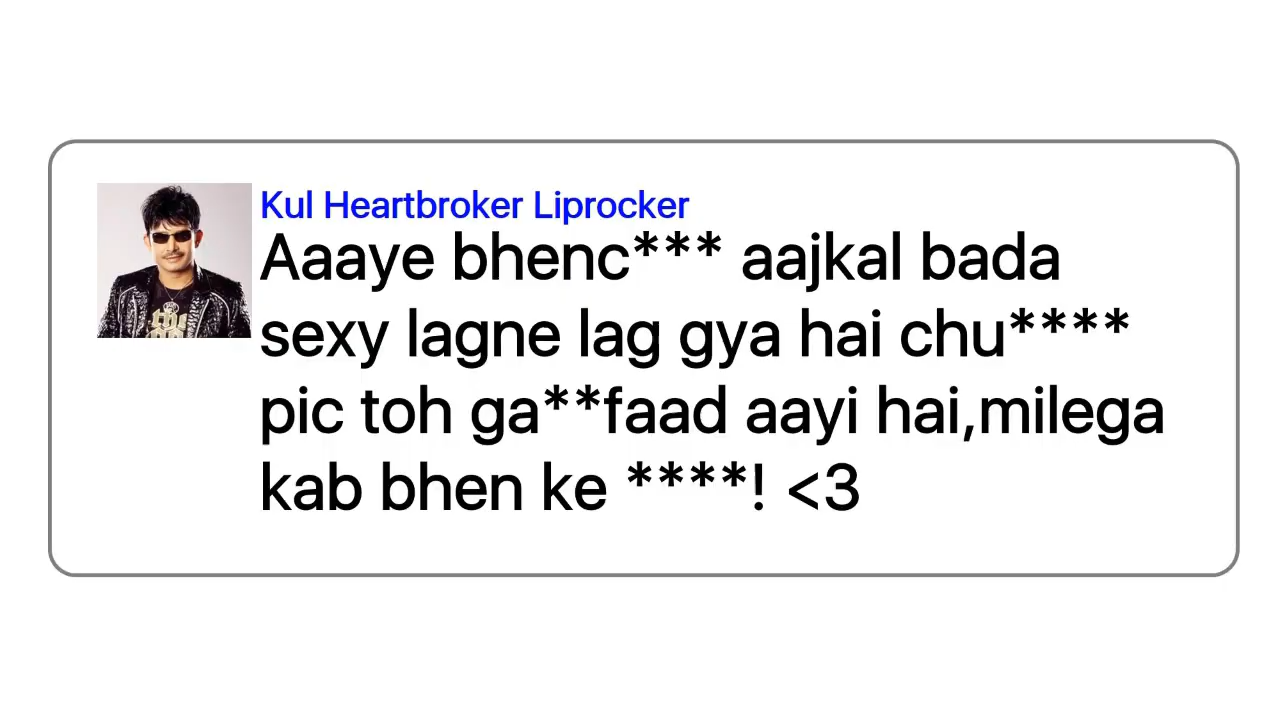 Kul Heartbroker Liprocker
Aaaye bhenc*** aajkal bada
sexy lagne lag gya hai chu****
pic toh ga**faad aayi hai,milega
kab bhen ke ****! <3